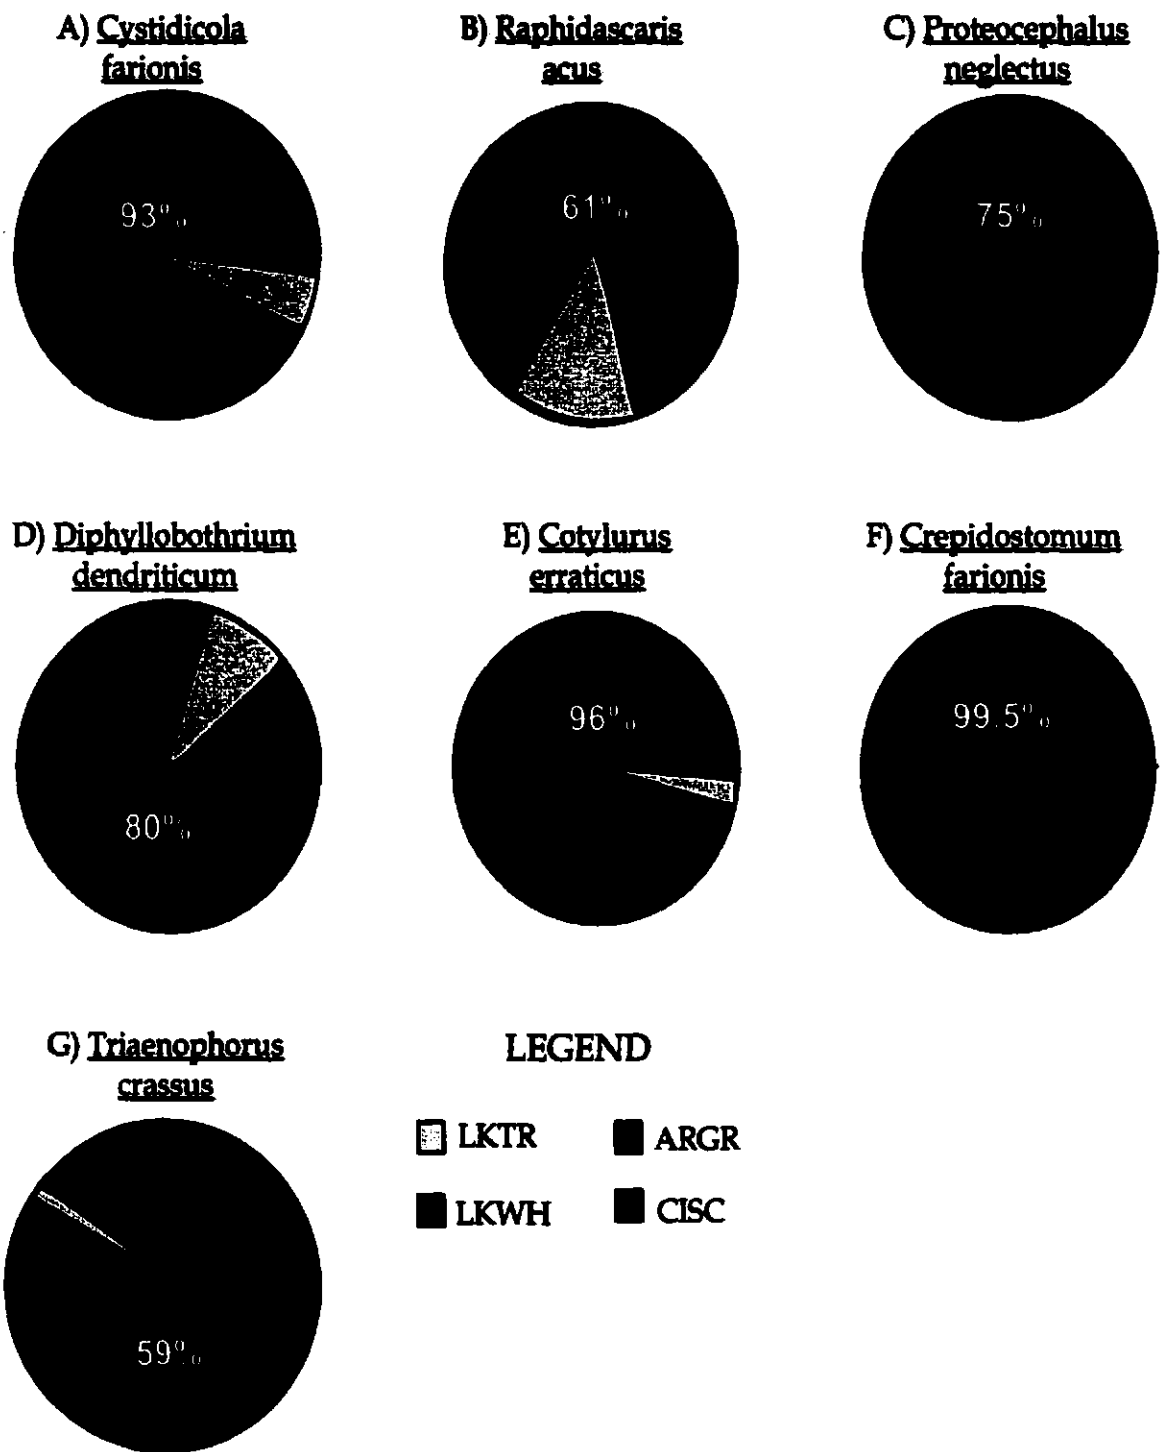 A) Cystidicola
farionis
B) Raphidascaris
acus
C) Proteocephalus
neglectus
93%
61%
75%
D) Diphyllobothrium
dendriticum
E) Cotylurus
erraticus
F) Crepidostomum
farionis
80%
96%
99.5%
G) Triaenophorus
crassus
59%
LEGEND
LKTR
ARGR
LKWH
CISC